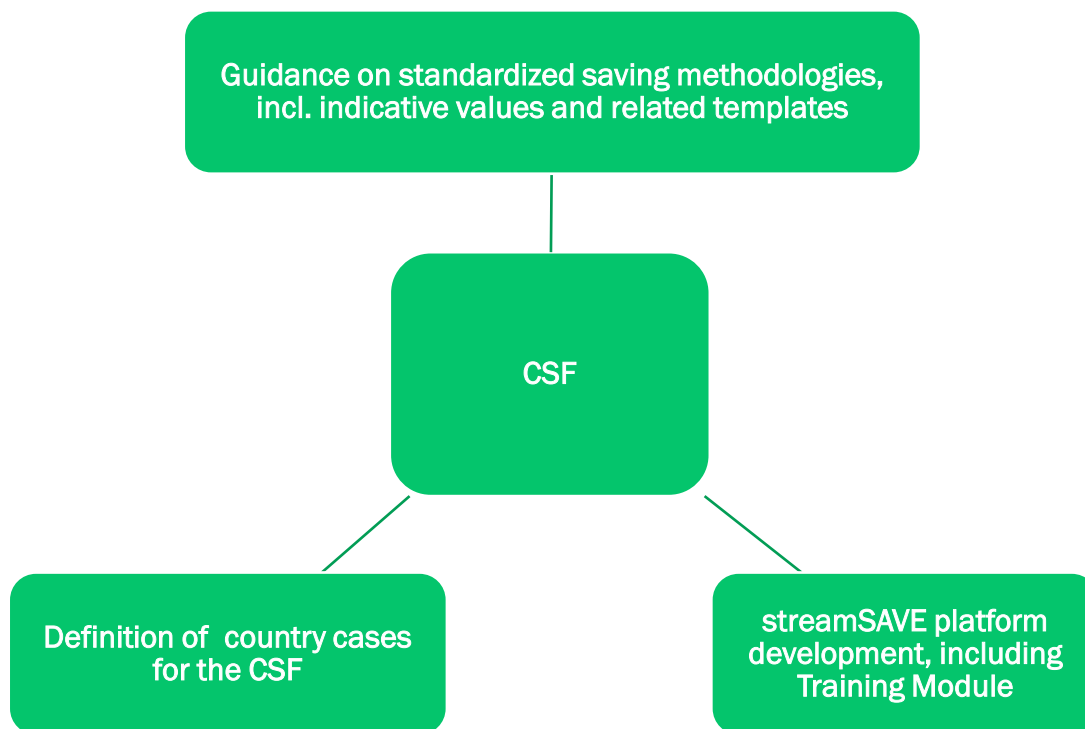 Guidance on standardized saving methodologies,
incl. indicative values and related templates
CSF
Definition of  country cases
for the CSF
streamSAVE platform
development, including
Training Module